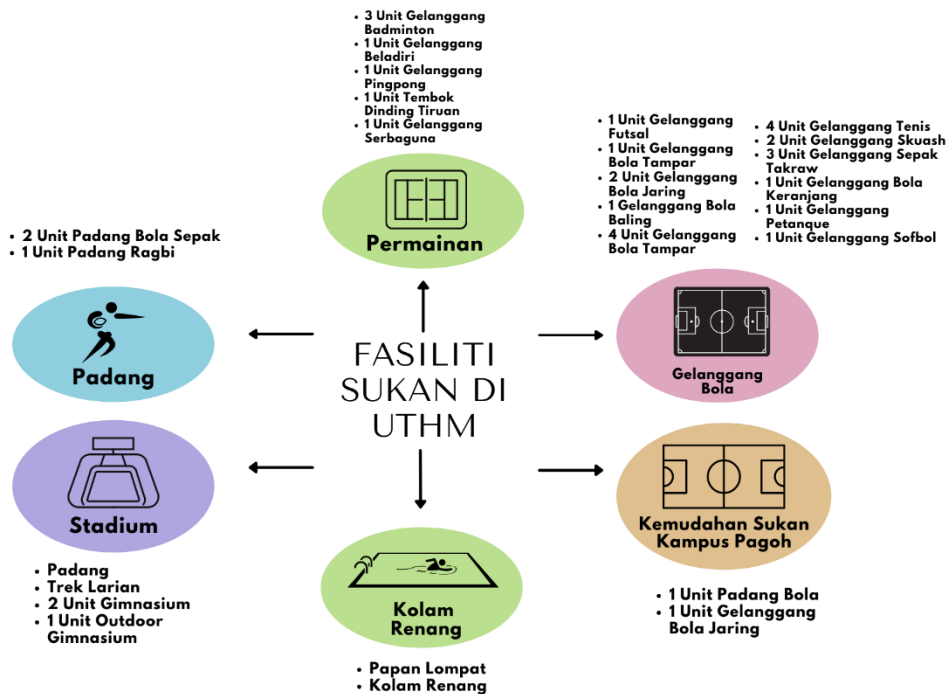 • 3 Unit Gelanggang
Badminton
• 1 Unit Gelanggang
Beladiri
• 1 Unit Gelanggang
Pingpong
• 1 Unit Tembok
Dinding Tiruan
• 1 Unit Gelanggang
Serbaguna
Permainan
• 1 Unit Gelanggang
Futsal
• 1 Unit Gelanggang
Bola Tampar
• 2 Unit Gelanggang
Bola Jaring
• 1 Gelanggang Bola
Baling
• 4 Unit Gelanggang
Bola Tampar
• 4 Unit Gelanggang Tenis
• 2 Unit Gelanggang Skuash
• 3 Unit Gelanggang Sepak
Takraw
• 1 Unit Gelanggang Bola
Keranjang
• 1 Unit Gelanggang
Petanque
• 1 Unit Gelanggang Sofbol
Gelanggang
Bola
• 2 Unit Padang Bola Sepak
• 1 Unit Padang Ragbi
Padang
FASILITI
SUKAN DI
UTHM
Stadium
• Padang
• Trek Larian
• 2 Unit Gimnasium
• 1 Unit Outdoor
Gimnasium
Kolam
Renang
• Papan Lompat
• Kolam Renang
Kemudahan Sukan
Kampus Pagoh
• 1 Unit Padang Bola
• 1 Unit Gelanggang
Bola Jaring